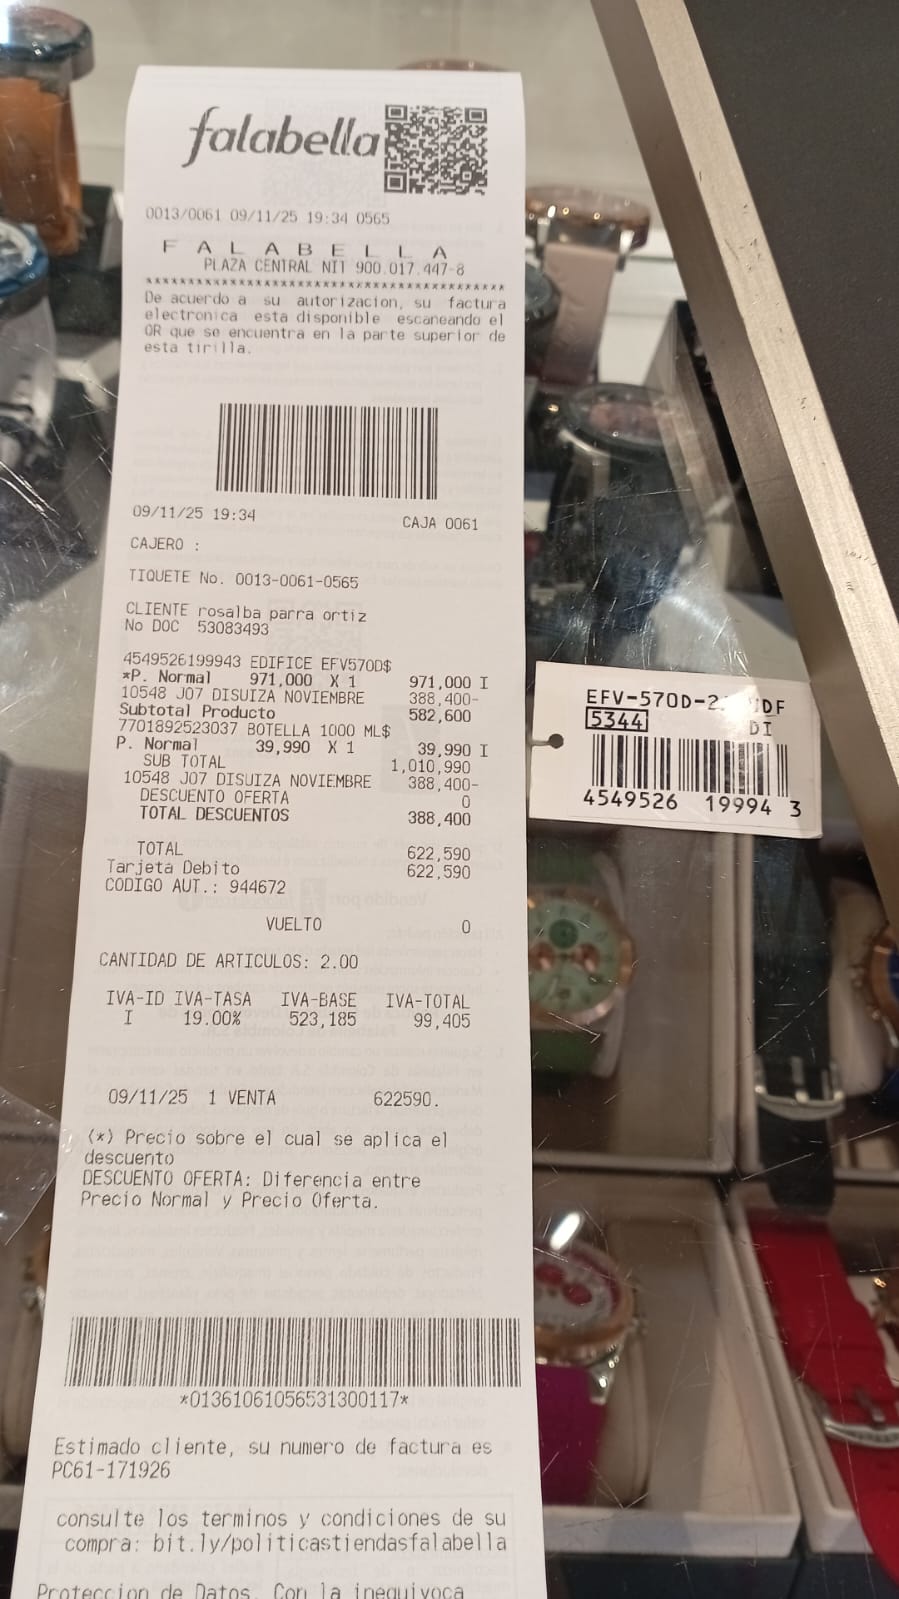 falabella
0013/0061 09/11/25 19:34 0565
F A L A B E L L A
PLAZA CENTRAL NIT 900.017.447-8
****************************************
De acuerdo a su autorizacion, su factura
electronica esta disponible escaneando el
QR que se encuentra en la parte superior de
esta tirilla.
09/11/25 19:34 CAJA 0061
CAJERO :
TIQUETE No. 0013-0061-0565
CLIENTE rosalba parra ortiz
No DOC 53083493
4549526199943 EDIFICE EFV570D$
*P. Normal 971,000 X 1 971,000 I
10548 J07 DISUIZA NOVIEMBRE 388,400-
Subtotal Producto 582,600
7701892523037 BOTELLA 1000 ML$
P. Normal 39,990 X 1 39,990 I
SUB TOTAL 1,010,990
10548 J07 DISUIZA NOVIEMBRE 388,400-
DESCUENTO OFERTA 0
TOTAL DESCUENTOS 388,400
TOTAL 622,590
Tarjeta Debito 622,590
CODIGO AUT.: 944672
VUELTO 0
CANTIDAD DE ARTICULOS: 2.00
IVA-ID IVA-TASA IVA-BASE IVA-TOTAL
I 19.00% 523,185 99,405
09/11/25 1 VENTA 622590.
(*) Precio sobre el cual se aplica el
descuento
DESCUENTO OFERTA: Diferencia entre
Precio Normal y Precio Oferta.
*013610610565313001​17*
Estimado cliente, su numero de factura es
PC61-171926
consulte los terminos y condiciones de su
compra: bit.ly/politicastiendasfalabella
Proteccion de Datos. Con la inequivoca
5344 DI
4549526 19994 3